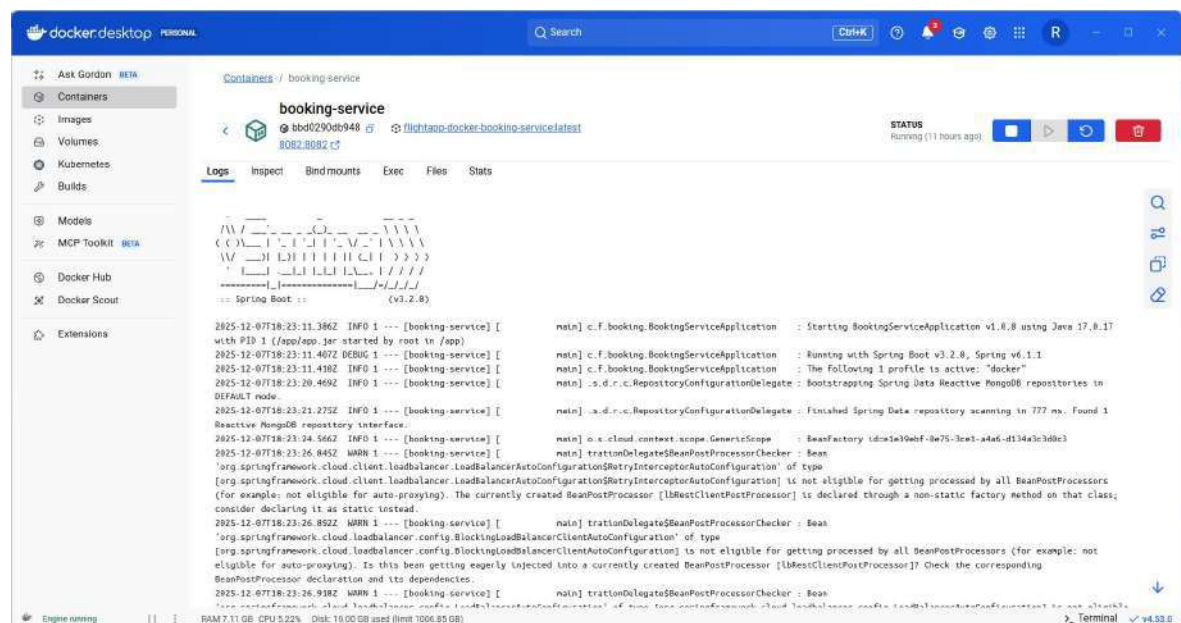 docker.desktop PERSONAL
Search
Ctrl+K
3
R
Ask Gordon BETA
Containers
Images
Volumes
Kubernetes
Builds
Models
MCP Toolkit BETA
Docker Hub
Docker Scout
Extensions
Containers / booking-service
booking-service
bbd0290db948 flightapp-docker-booking-service:latest
8082:8082
STATUS
Running (11 hours ago)
Logs Inspect Bind mounts Exec Files Stats
:: Spring Boot :: (v3.2.0)
2025-12-07T18:23:11.386Z INFO 1 --- [booking-service] [ main] c.f.booking.BookingServiceApplication : Starting BookingServiceApplication v1.0.0 using Java 17.0.17
with PID 1 (/app/app.jar started by root in /app)
2025-12-07T18:23:11.407Z DEBUG 1 --- [booking-service] [ main] c.f.booking.BookingServiceApplication : Running with Spring Boot v3.2.0, Spring v6.1.1
2025-12-07T18:23:11.410Z INFO 1 --- [booking-service] [ main] c.f.booking.BookingServiceApplication : The following 1 profile is active: "docker"
2025-12-07T18:23:20.469Z INFO 1 --- [booking-service] [ main] .s.d.r.c.RepositoryConfigurationDelegate : Bootstrapping Spring Data Reactive MongoDB repositories in
DEFAULT mode.
2025-12-07T18:23:21.275Z INFO 1 --- [booking-service] [ main] .s.d.r.c.RepositoryConfigurationDelegate : Finished Spring Data repository scanning in 777 ms. Found 1
Reactive MongoDB repository interface.
2025-12-07T18:23:24.566Z INFO 1 --- [booking-service] [ main] o.s.cloud.context.scope.GenericScope : BeanFactory id=e1e39ebf-0e75-3ce1-a4a6-d134a3c3d0c3
2025-12-07T18:23:26.845Z WARN 1 --- [booking-service] [ main] trationDelegate$BeanPostProcessorChecker : Bean
'org.springframework.cloud.client.loadbalancer.LoadBalancerAutoConfiguration$RetryInterceptorAutoConfiguration' of type
[org.springframework.cloud.client.loadbalancer.LoadBalancerAutoConfiguration$RetryInterceptorAutoConfiguration] is not eligible for getting processed by all BeanPostProcessors
(for example: not eligible for auto-proxying). The currently created BeanPostProcessor [lbRestClientPostProcessor] is declared through a non-static factory method on that class;
consider declaring it as static instead.
2025-12-07T18:23:26.892Z WARN 1 --- [booking-service] [ main] trationDelegate$BeanPostProcessorChecker : Bean
'org.springframework.cloud.loadbalancer.config.BlockingLoadBalancerClientAutoConfiguration' of type
[org.springframework.cloud.loadbalancer.config.BlockingLoadBalancerClientAutoConfiguration] is not eligible for getting processed by all BeanPostProcessors (for example: not
eligible for auto-proxying). Is this bean getting eagerly injected into a currently created BeanPostProcessor [lbRestClientPostProcessor]? Check the corresponding
BeanPostProcessor declaration and its dependencies.
2025-12-07T18:23:26.918Z WARN 1 --- [booking-service] [ main] trationDelegate$BeanPostProcessorChecker : Bean
Engine running RAM 7.11 GB CPU 5.22% Disk: 16.00 GB used (limit 1006.85 GB) Terminal v4.53.0